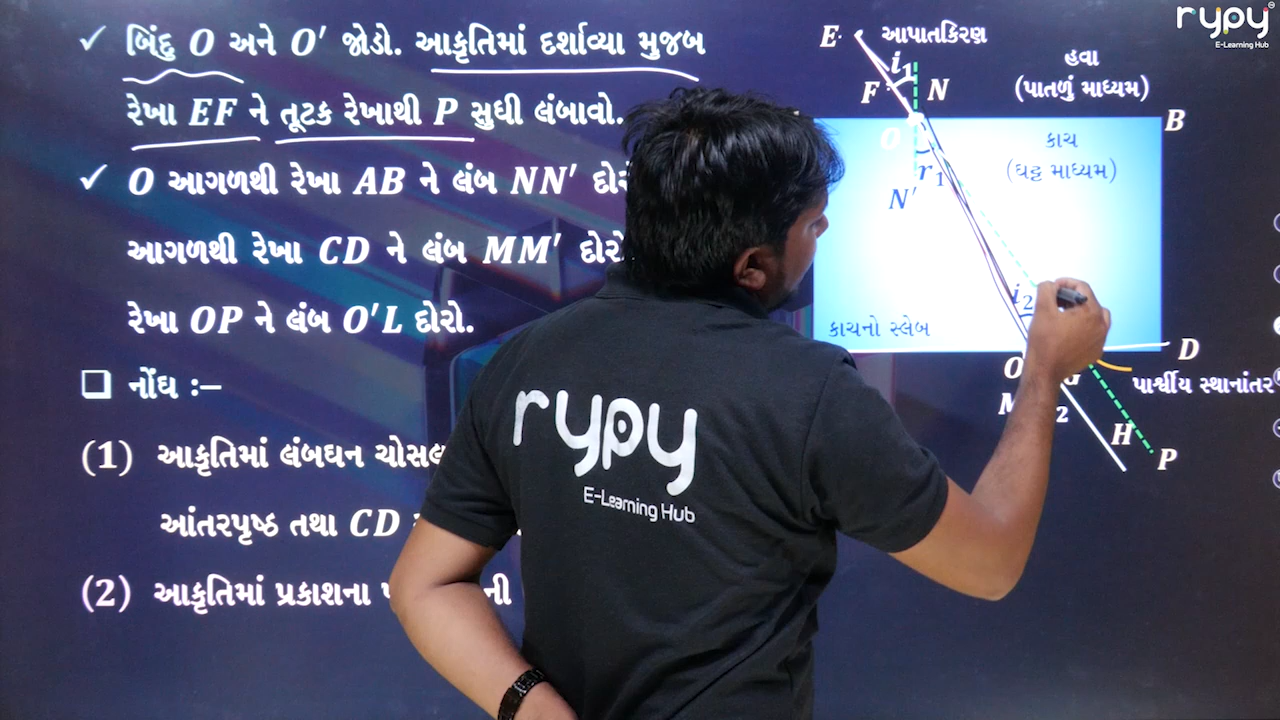 ✓ બિંદુ O અને O′ જોડો. આકૃતિમાં દર્શાવ્યા મુજબ
રેખા EF ને તૂટક રેખાથી P સુધી લંબાવો.
✓ O આગળથી રેખા AB ને લંબ NN′
આગળથી રેખા CD ને લંબ MM′ દોરો
રેખા OP ને લંબ O′L દોરો.
❑ નોંધ :–
(1) આકૃતિમાં લંબઘન
આંતરપૃષ્ઠ તથા CD
(2) આકૃતિમાં પ્રકાશના
E
આપાતકિરણ
i₁
F
N
હવા
(પાતળું માધ્યમ)
B
O
કાચ
(ઘટ્ટ માધ્યમ)
r₁
N′
i₂
કાચનો સ્લેબ
D
O
G
પાર્શ્વીય સ્થાનાંતર
M
2
H
P
rypy
E-Learning Hub
rypy
E-Learning Hub